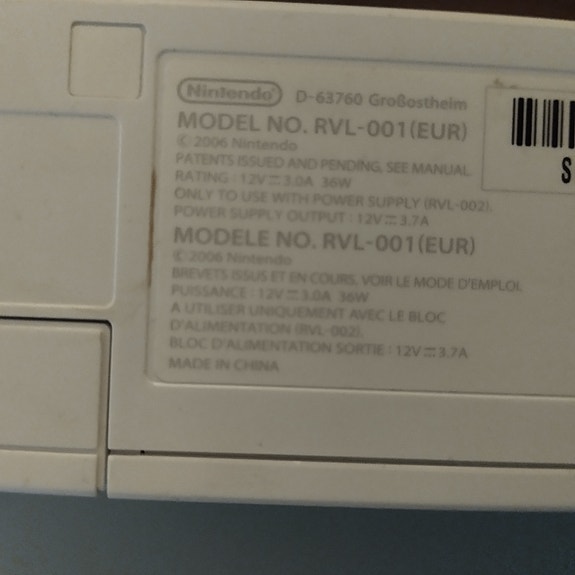 Nintendo D-63760 Großostheim
MODEL NO. RVL-001(EUR)
© 2006 Nintendo
PATENTS ISSUED AND PENDING, SEE MANUAL.
RATING : 12V⎓3.0A 36W
ONLY TO USE WITH POWER SUPPLY (RVL-002).
POWER SUPPLY OUTPUT : 12V⎓3.7A
MODELE NO. RVL-001(EUR)
© 2006 Nintendo
BREVETS ISSUS ET EN COURS, VOIR LE MODE D'EMPLOI.
PUISSANCE : 12V⎓3.0A 36W
A UTILISER UNIQUEMENT AVEC LE BLOC
D'ALIMENTATION (RVL-002).
BLOC D'ALIMENTATION SORTIE : 12V⎓3.7A
MADE IN CHINA
S